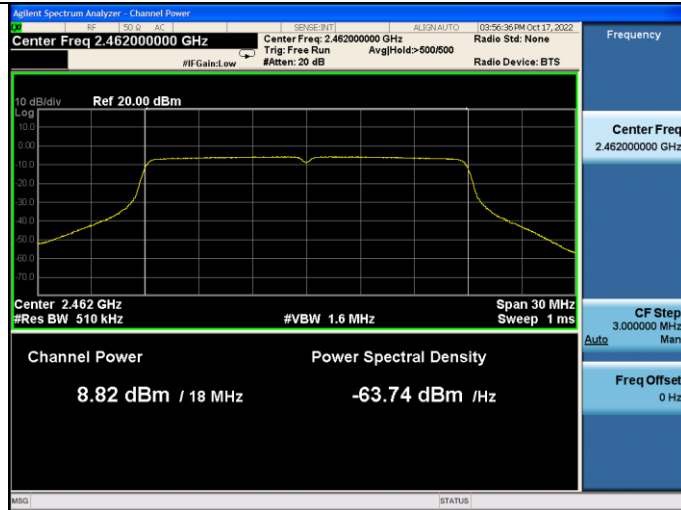 Agilent Spectrum Analyzer - Channel Power
RF 50 Ω AC SENSE:INT ALIGN AUTO 03:56:36 PM Oct 17, 2022
Center Freq 2.462000000 GHz
Center Freq: 2.462000000 GHz
Radio Std: None
Trig: Free Run Avg|Hold:>500/500
#IFGain:Low
#Atten: 20 dB
Radio Device: BTS
Frequency
10 dB/div Ref 20.00 dBm
Log
10.0
0.00
-10.0
-20.0
-30.0
-40.0
-50.0
-60.0
-70.0
Center Freq
2.462000000 GHz
Center 2.462 GHz Span 30 MHz
#Res BW 510 kHz #VBW 1.6 MHz Sweep 1 ms
CF Step
3.000000 MHz
Auto Man
Channel Power Power Spectral Density
8.82 dBm / 18 MHz -63.74 dBm /Hz
Freq Offset
0 Hz
MSG STATUS